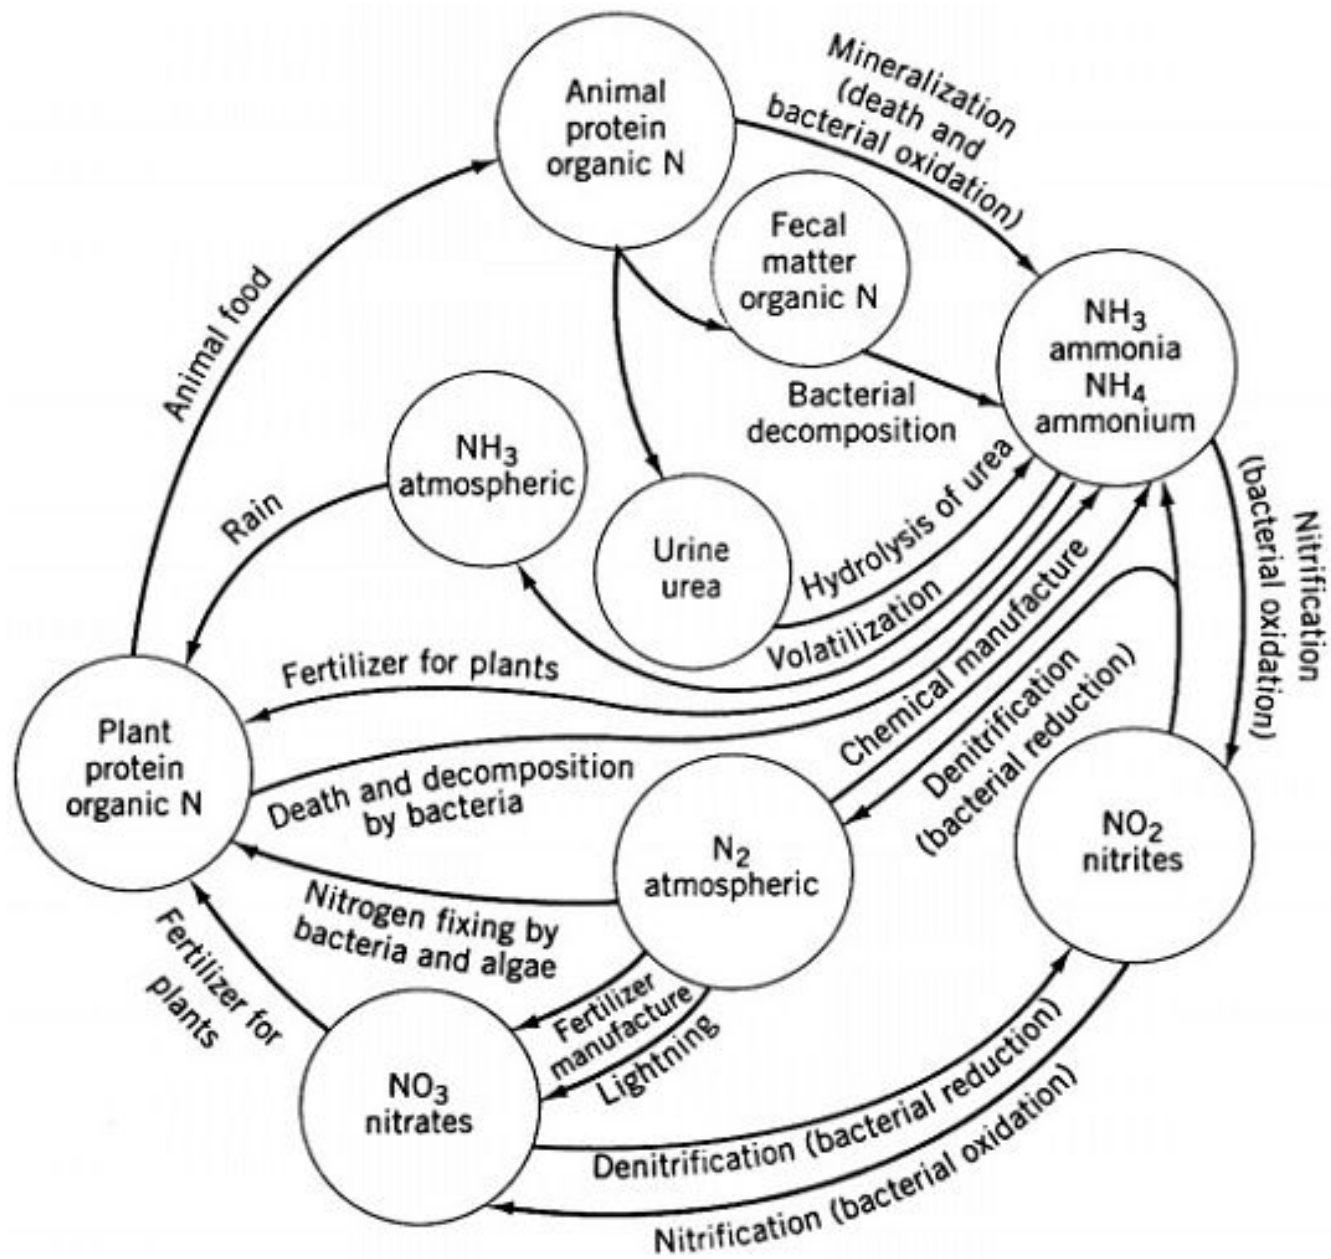 Animal
protein
organic N
Mineralization
(death and
bacterial oxidation)
Fecal
matter
organic N
NH3
ammonia
NH4
ammonium
Animal food
Bacterial
decomposition
NH3
atmospheric
Rain
Urine
urea
Hydrolysis of urea
Volatilization
Nitrification
(bacterial oxidation)
Fertilizer for plants
Chemical manufacture
Denitrification
(bacterial reduction)
Plant
protein
organic N
Death and decomposition
by bacteria
N2
atmospheric
NO2
nitrites
Nitrogen fixing by
bacteria and algae
Fertilizer for
plants
Fertilizer
manufacture
Lightning
NO3
nitrates
Denitrification (bacterial reduction)
Nitrification (bacterial oxidation)